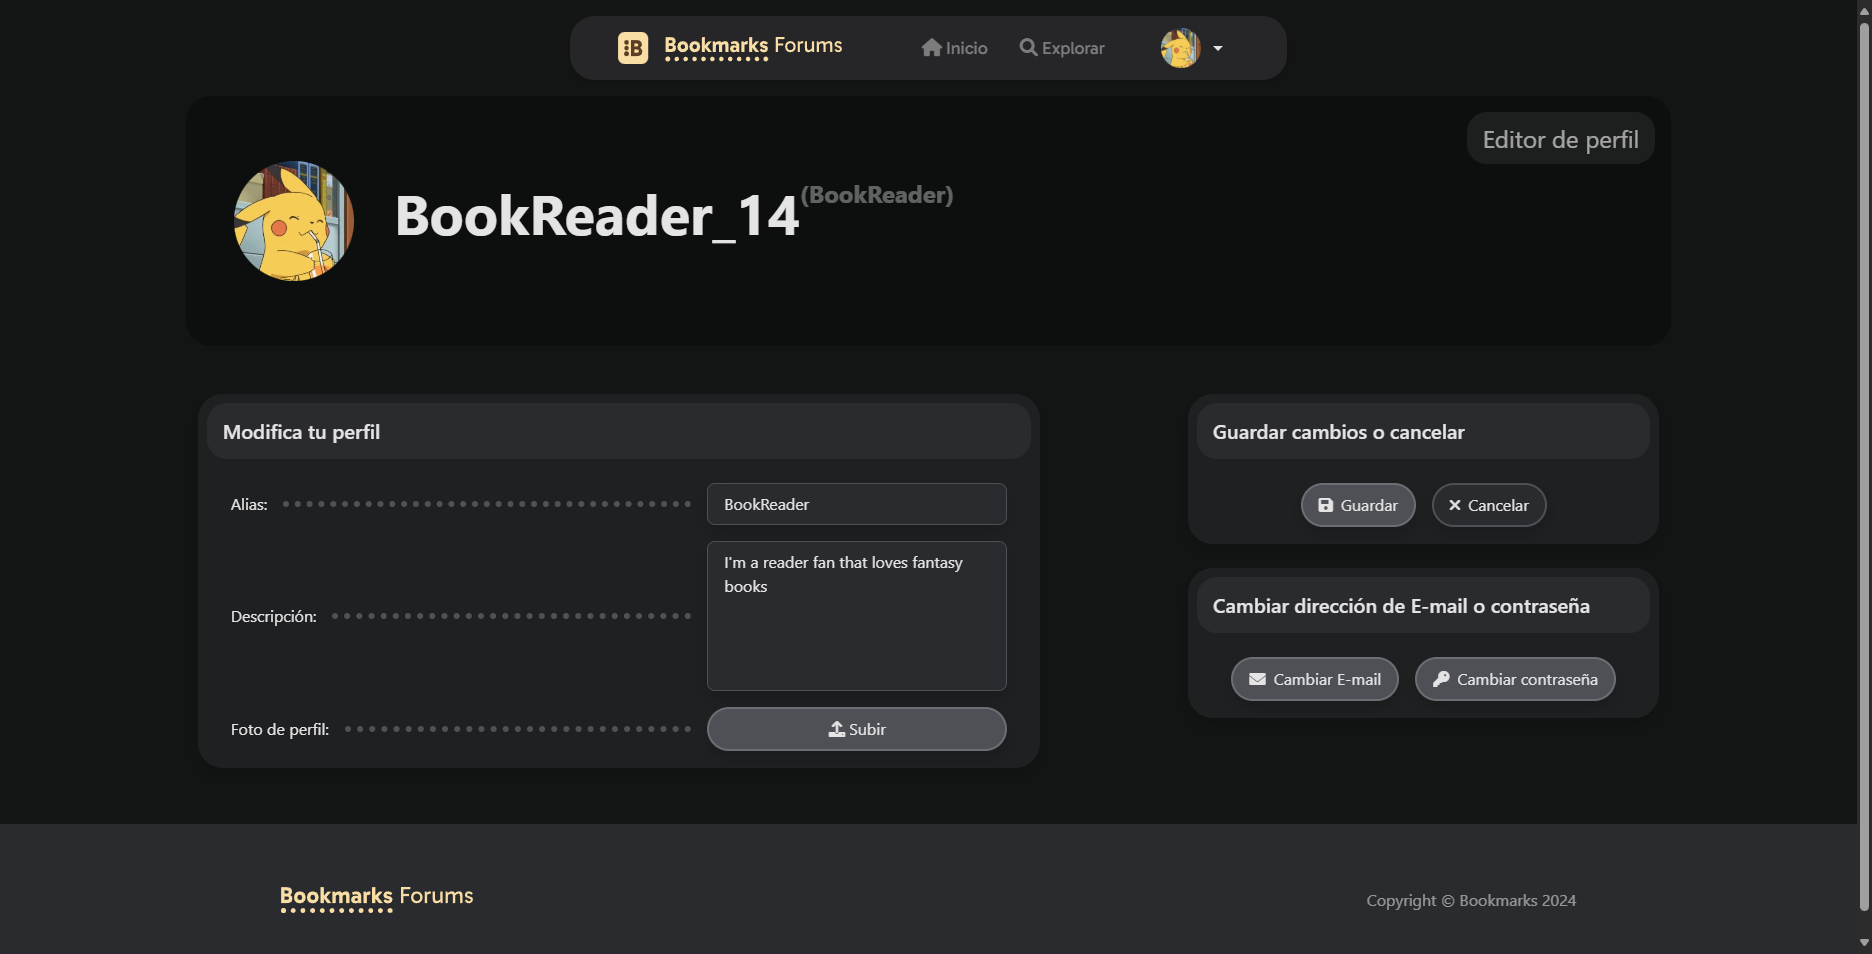 :B Bookmarks Forums
Inicio
Explorar
Editor de perfil
BookReader_14 (BookReader)
Modifica tu perfil
Alias:
BookReader
Descripción:
I'm a reader fan that loves fantasy
books
Foto de perfil:
Subir
Guardar cambios o cancelar
Guardar
Cancelar
Cambiar dirección de E-mail o contraseña
Cambiar E-mail
Cambiar contraseña
Bookmarks Forums
Copyright © Bookmarks 2024